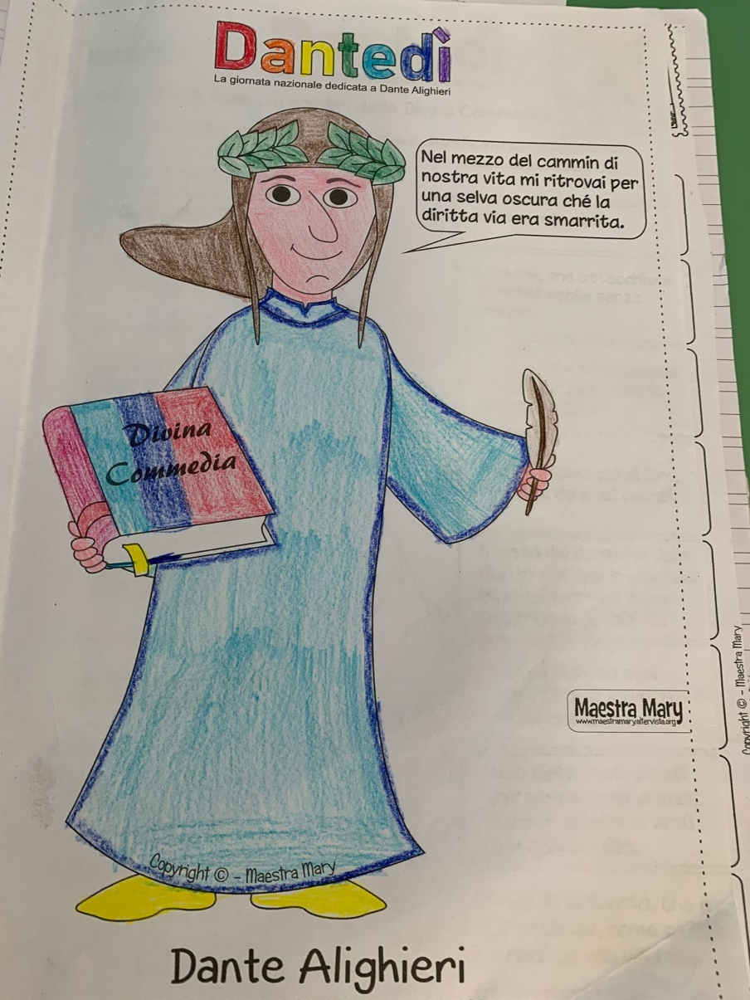 Dantedì
La giornata nazionale dedicata a Dante Alighieri
Nel mezzo del cammin di
nostra vita mi ritrovai per
una selva oscura ché la
diritta via era smarrita.
Divina
Commedia
Maestra Mary
www.maestramary.altervista.org
Copyright © - Maestra Mary
Copyright © - Maestra Mary
Dante Alighieri